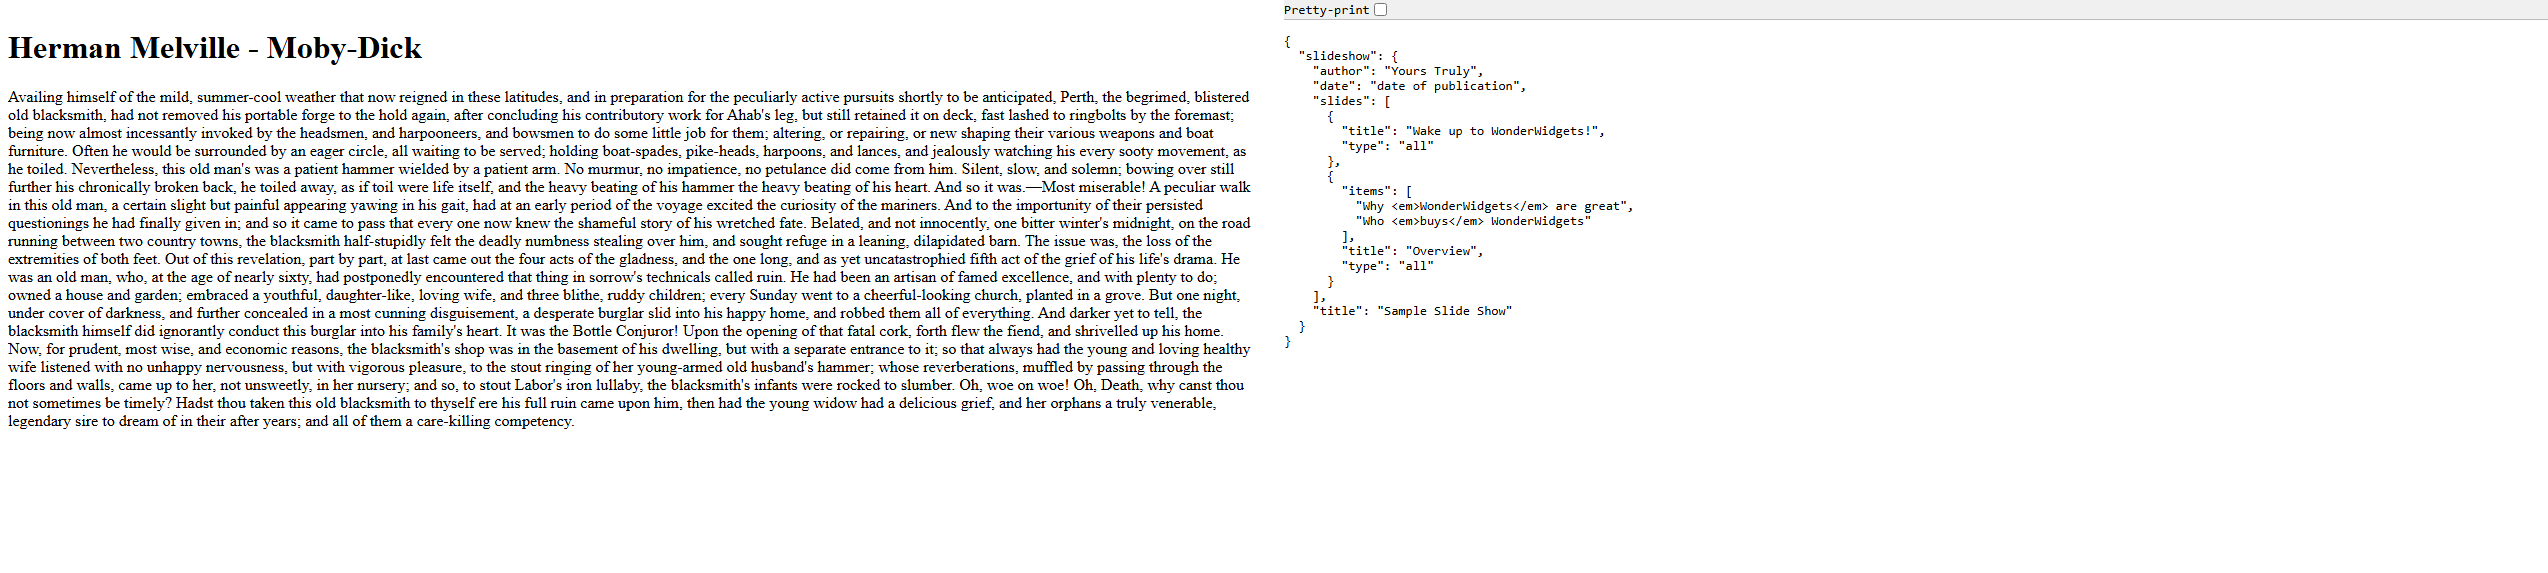 Herman Melville - Moby-Dick
Availing himself of the mild, summer-cool weather that now reigned in these latitudes, and in preparation for the peculiarly active pursuits shortly to be anticipated, Perth, the begrimed, blistered
old blacksmith, had not removed his portable forge to the hold again, after concluding his contributory work for Ahab's leg, but still retained it on deck, fast lashed to ringbolts by the foremast;
being now almost incessantly invoked by the headsmen, and harpooneers, and bowsmen to do some little job for them; altering, or repairing, or new shaping their various weapons and boat
furniture. Often he would be surrounded by an eager circle, all waiting to be served; holding boat-spades, pike-heads, harpoons, and lances, and jealously watching his every sooty movement, as
he toiled. Nevertheless, this old man's was a patient hammer wielded by a patient arm. No murmur, no impatience, no petulance did come from him. Silent, slow, and solemn; bowing over still
further his chronically broken back, he toiled away, as if toil were life itself, and the heavy beating of his hammer the heavy beating of his heart. And so it was.—Most miserable! A peculiar walk
in this old man, a certain slight but painful appearing yawing in his gait, had at an early period of the voyage excited the curiosity of the mariners. And to the importunity of their persisted
questionings he had finally given in; and so it came to pass that every one now knew the shameful story of his wretched fate. Belated, and not innocently, one bitter winter's midnight, on the road
running between two country towns, the blacksmith half-stupidly felt the deadly numbness stealing over him, and sought refuge in a leaning, dilapidated barn. The issue was, the loss of the
extremities of both feet. Out of this revelation, part by part, at last came out the four acts of the gladness, and the one long, and as yet uncatastrophied fifth act of the grief of his life's drama. He
was an old man, who, at the age of nearly sixty, had postponedly encountered that thing in sorrow's technicals called ruin. He had been an artisan of famed excellence, and with plenty to do;
owned a house and garden; embraced a youthful, daughter-like, loving wife, and three blithe, ruddy children; every Sunday went to a cheerful-looking church, planted in a grove. But one night,
under cover of darkness, and further concealed in a most cunning disguisement, a desperate burglar slid into his happy home, and robbed them all of everything. And darker yet to tell, the
blacksmith himself did ignorantly conduct this burglar into his family's heart. It was the Bottle Conjuror! Upon the opening of that fatal cork, forth flew the fiend, and shrivelled up his home.
Now, for prudent, most wise, and economic reasons, the blacksmith's shop was in the basement of his dwelling, but with a separate entrance to it; so that always had the young and loving healthy
wife listened with no unhappy nervousness, but with vigorous pleasure, to the stout ringing of her young-armed old husband's hammer; whose reverberations, muffled by passing through the
floors and walls, came up to her, not unsweetly, in her nursery; and so, to stout Labor's iron lullaby, the blacksmith's infants were rocked to slumber. Oh, woe on woe! Oh, Death, why canst thou
not sometimes be timely? Hadst thou taken this old blacksmith to thyself ere his full ruin came upon him, then had the young widow had a delicious grief, and her orphans a truly venerable,
legendary sire to dream of in their after years; and all of them a care-killing competency.
Pretty-print
{
  "slideshow": {
    "author": "Yours Truly",
    "date": "date of publication",
    "slides": [
      {
        "title": "Wake up to WonderWidgets!",
        "type": "all"
      },
      {
        "items": [
          "Why <em>WonderWidgets</em> are great",
          "Who <em>buys</em> WonderWidgets"
        ],
        "title": "Overview",
        "type": "all"
      }
    ],
    "title": "Sample Slide Show"
  }
}